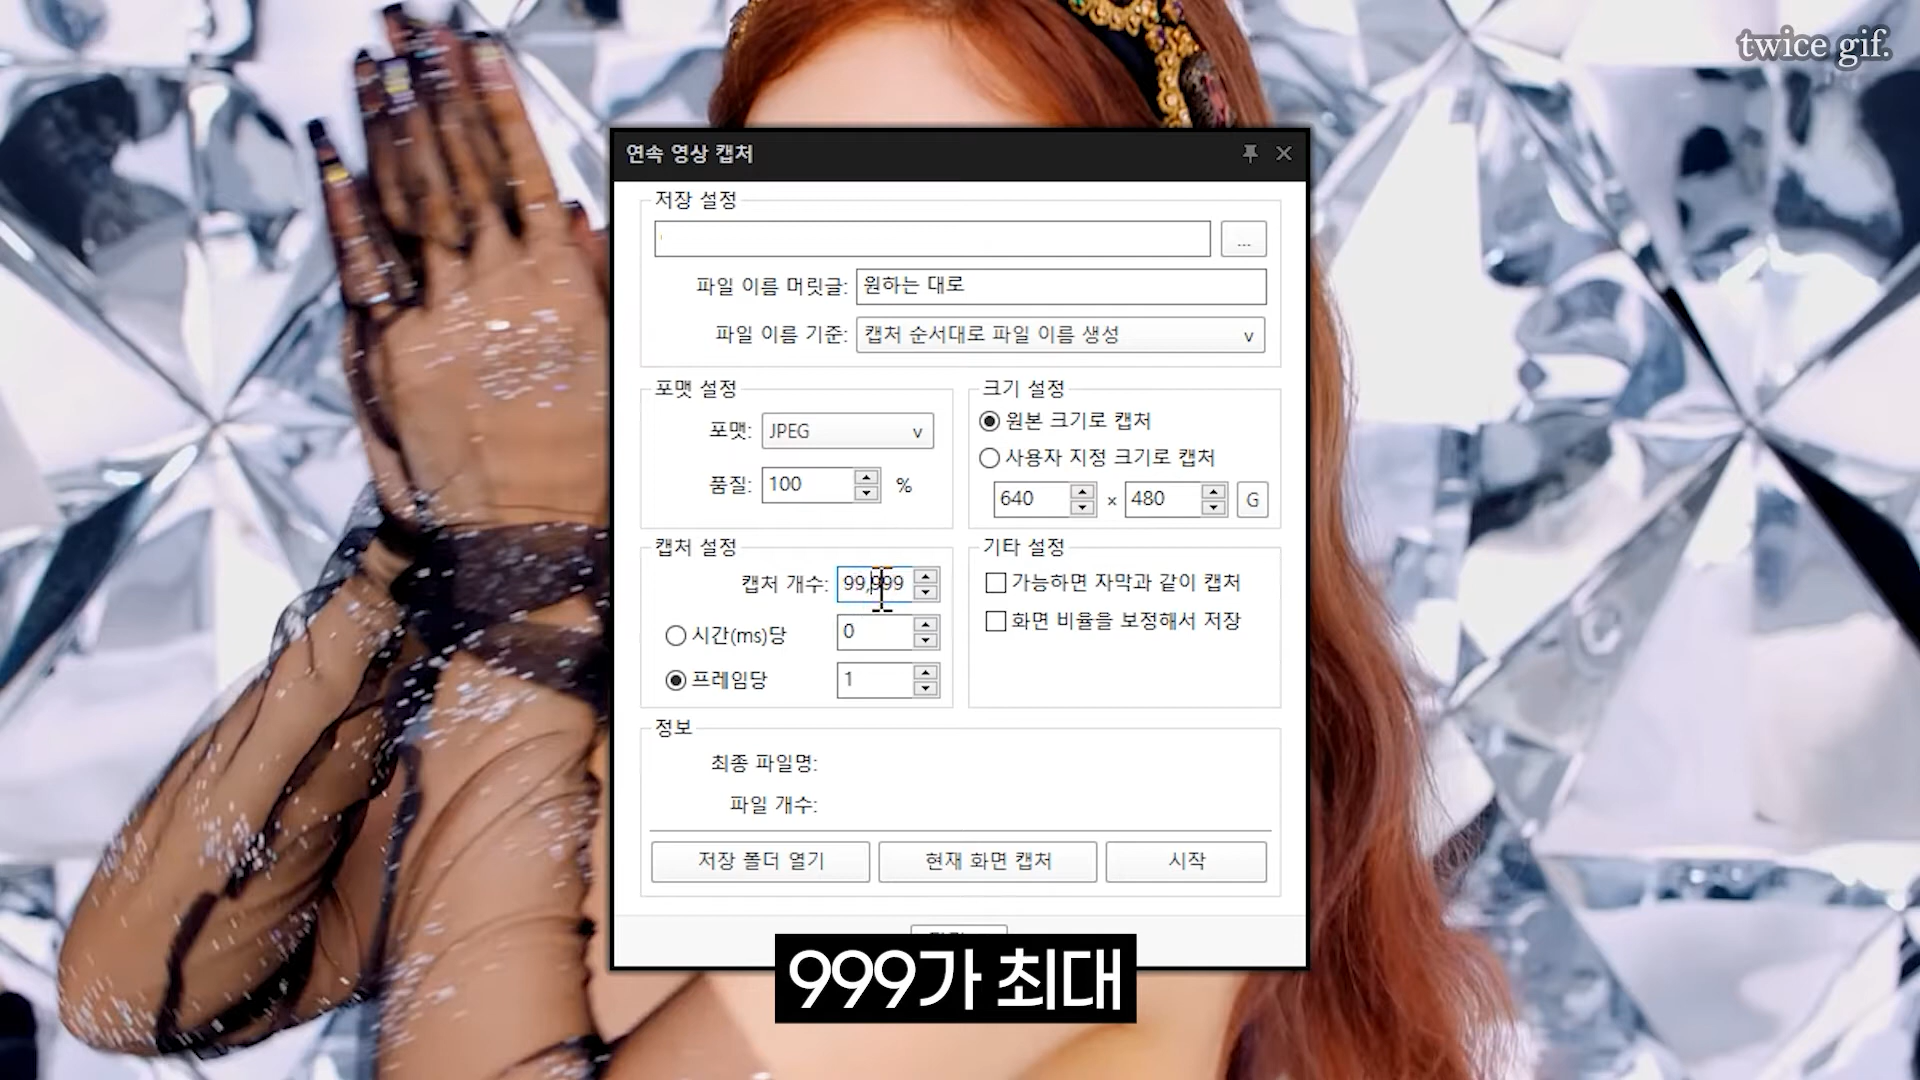 twice gif.
연속 영상 캡처
저장 설정
...
파일 이름 머릿글: 원하는 대로
파일 이름 기준: 캡처 순서대로 파일 이름 생성 v
포맷 설정
포맷: JPEG v
품질: 100 %
크기 설정
원본 크기로 캡처
사용자 지정 크기로 캡처
640 x 480 G
캡처 설정
캡처 개수: 99,999
시간(ms)당 0
프레임당 1
기타 설정
가능하면 자막과 같이 캡처
화면 비율을 보정해서 저장
정보
최종 파일명:
파일 개수:
저장 폴더 열기 현재 화면 캡처 시작
999가 최대